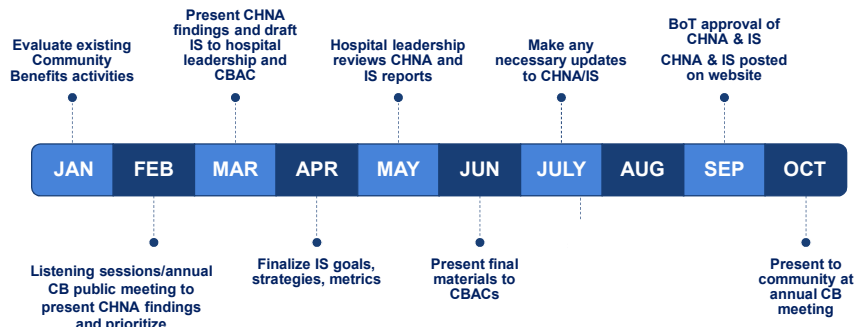 Evaluate existing
Community
Benefits activities
Present CHNA
findings and draft
IS to hospital
leadership and
CBAC
Hospital leadership
reviews CHNA and
IS reports
Make any
necessary updates
to CHNA/IS
BoT approval of
CHNA & IS
CHNA & IS posted
on website
JAN
FEB
MAR
APR
MAY
JUN
JULY
AUG
SEP
OCT
Listening sessions/annual
CB public meeting to
present CHNA findings
and prioritize
Finalize IS goals,
strategies, metrics
Present final
materials to
CBACs
Present to
community at
annual CB
meeting